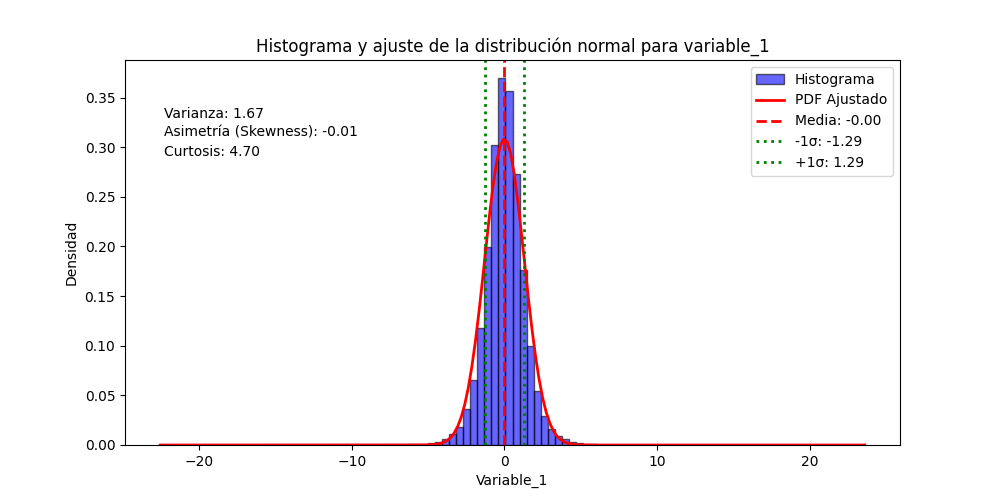 Histograma y ajuste de la distribución normal para variable_1
Varianza: 1.67
Asimetría (Skewness): -0.01
Curtosis: 4.70
Histograma
PDF Ajustado
Media: -0.00
-1σ: -1.29
+1σ: 1.29
Densidad
0.35
0.30
0.25
0.20
0.15
0.10
0.05
0.00
−20
−10
0
10
20
Variable_1